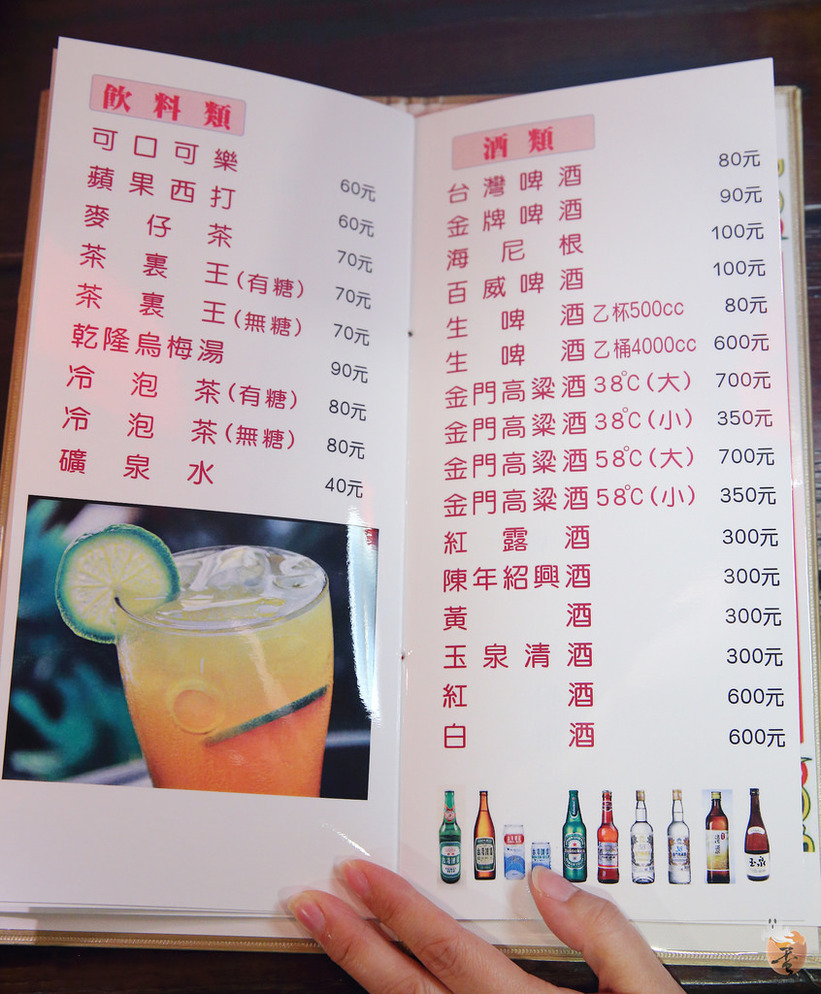 飲料類
可口可樂 60元
蘋果西打 60元
麥仔茶 70元
茶裏王(有糖) 70元
茶裏王(無糖) 70元
乾隆烏梅湯 90元
冷泡茶(有糖) 80元
冷泡茶(無糖) 80元
礦泉水 40元
酒類
台灣啤酒 80元
金牌啤酒 90元
海尼根 100元
百威啤酒 100元
生啤酒乙杯500cc 80元
生啤酒乙桶4000cc 600元
金門高粱酒38℃(大) 700元
金門高粱酒38℃(小) 350元
金門高粱酒58℃(大) 700元
金門高粱酒58℃(小) 350元
紅露酒 300元
陳年紹興酒 300元
黃酒 300元
玉泉清酒 300元
紅酒 600元
白酒 600元
玉泉